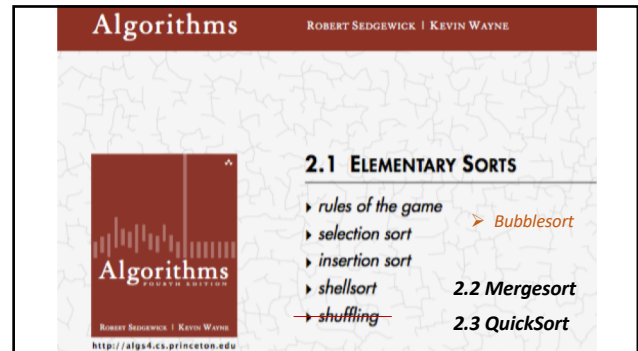 Algorithms
ROBERT SEDGEWICK | KEVIN WAYNE
Algorithms
FOURTH EDITION
ROBERT SEDGEWICK | KEVIN WAYNE
http://algs4.cs.princeton.edu
2.1 ELEMENTARY SORTS
rules of the game
selection sort
insertion sort
shellsort
shuffling
Bubblesort
2.2 Mergesort
2.3 QuickSort